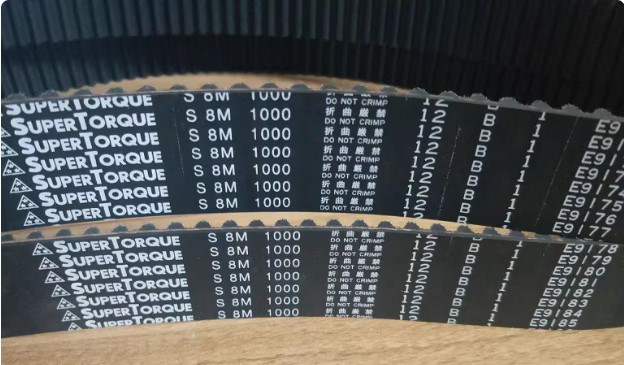 SUPERTORQUE S 8M 1000 折曲厳禁 DO NOT CRIMP 12 B 1
SUPERTORQUE S 8M 1000 折曲厳禁 DO NOT CRIMP 12 B 1
SUPERTORQUE S 8M 1000 折曲厳禁 DO NOT CRIMP 12 B 1
SUPERTORQUE S 8M 1000 折曲厳禁 DO NOT CRIMP 12 B 1 E9174
SUPERTORQUE S 8M 1000 折曲厳禁 DO NOT CRIMP 12 B 1 E9175
SUPERTORQUE S 8M 1000 折曲厳禁 DO NOT CRIMP 12 B 1 E9176
SUPERTORQUE S 8M 1000 折曲厳禁 DO NOT CRIMP 12 B 1 E9177
SUPERTORQUE S 8M 1000 折曲厳禁 DO NOT CRIMP 12 B 1 E9178
SUPERTORQUE S 8M 1000 折曲厳禁 DO NOT CRIMP 12 B 1 E9179
SUPERTORQUE S 8M 1000 折曲厳禁 DO NOT CRIMP 12 B 1 E9180
SUPERTORQUE S 8M 1000 折曲厳禁 DO NOT CRIMP 12 B 1 E9181
SUPERTORQUE S 8M 1000 折曲厳禁 DO NOT CRIMP 12 B 1 E9182
SUPERTORQUE S 8M 1000 折曲厳禁 DO NOT CRIMP 12 B 1 E9183
SUPERTORQUE S 8M 1000 折曲厳禁 DO NOT CRIMP 12 B 1 E9184
B 1 E9185